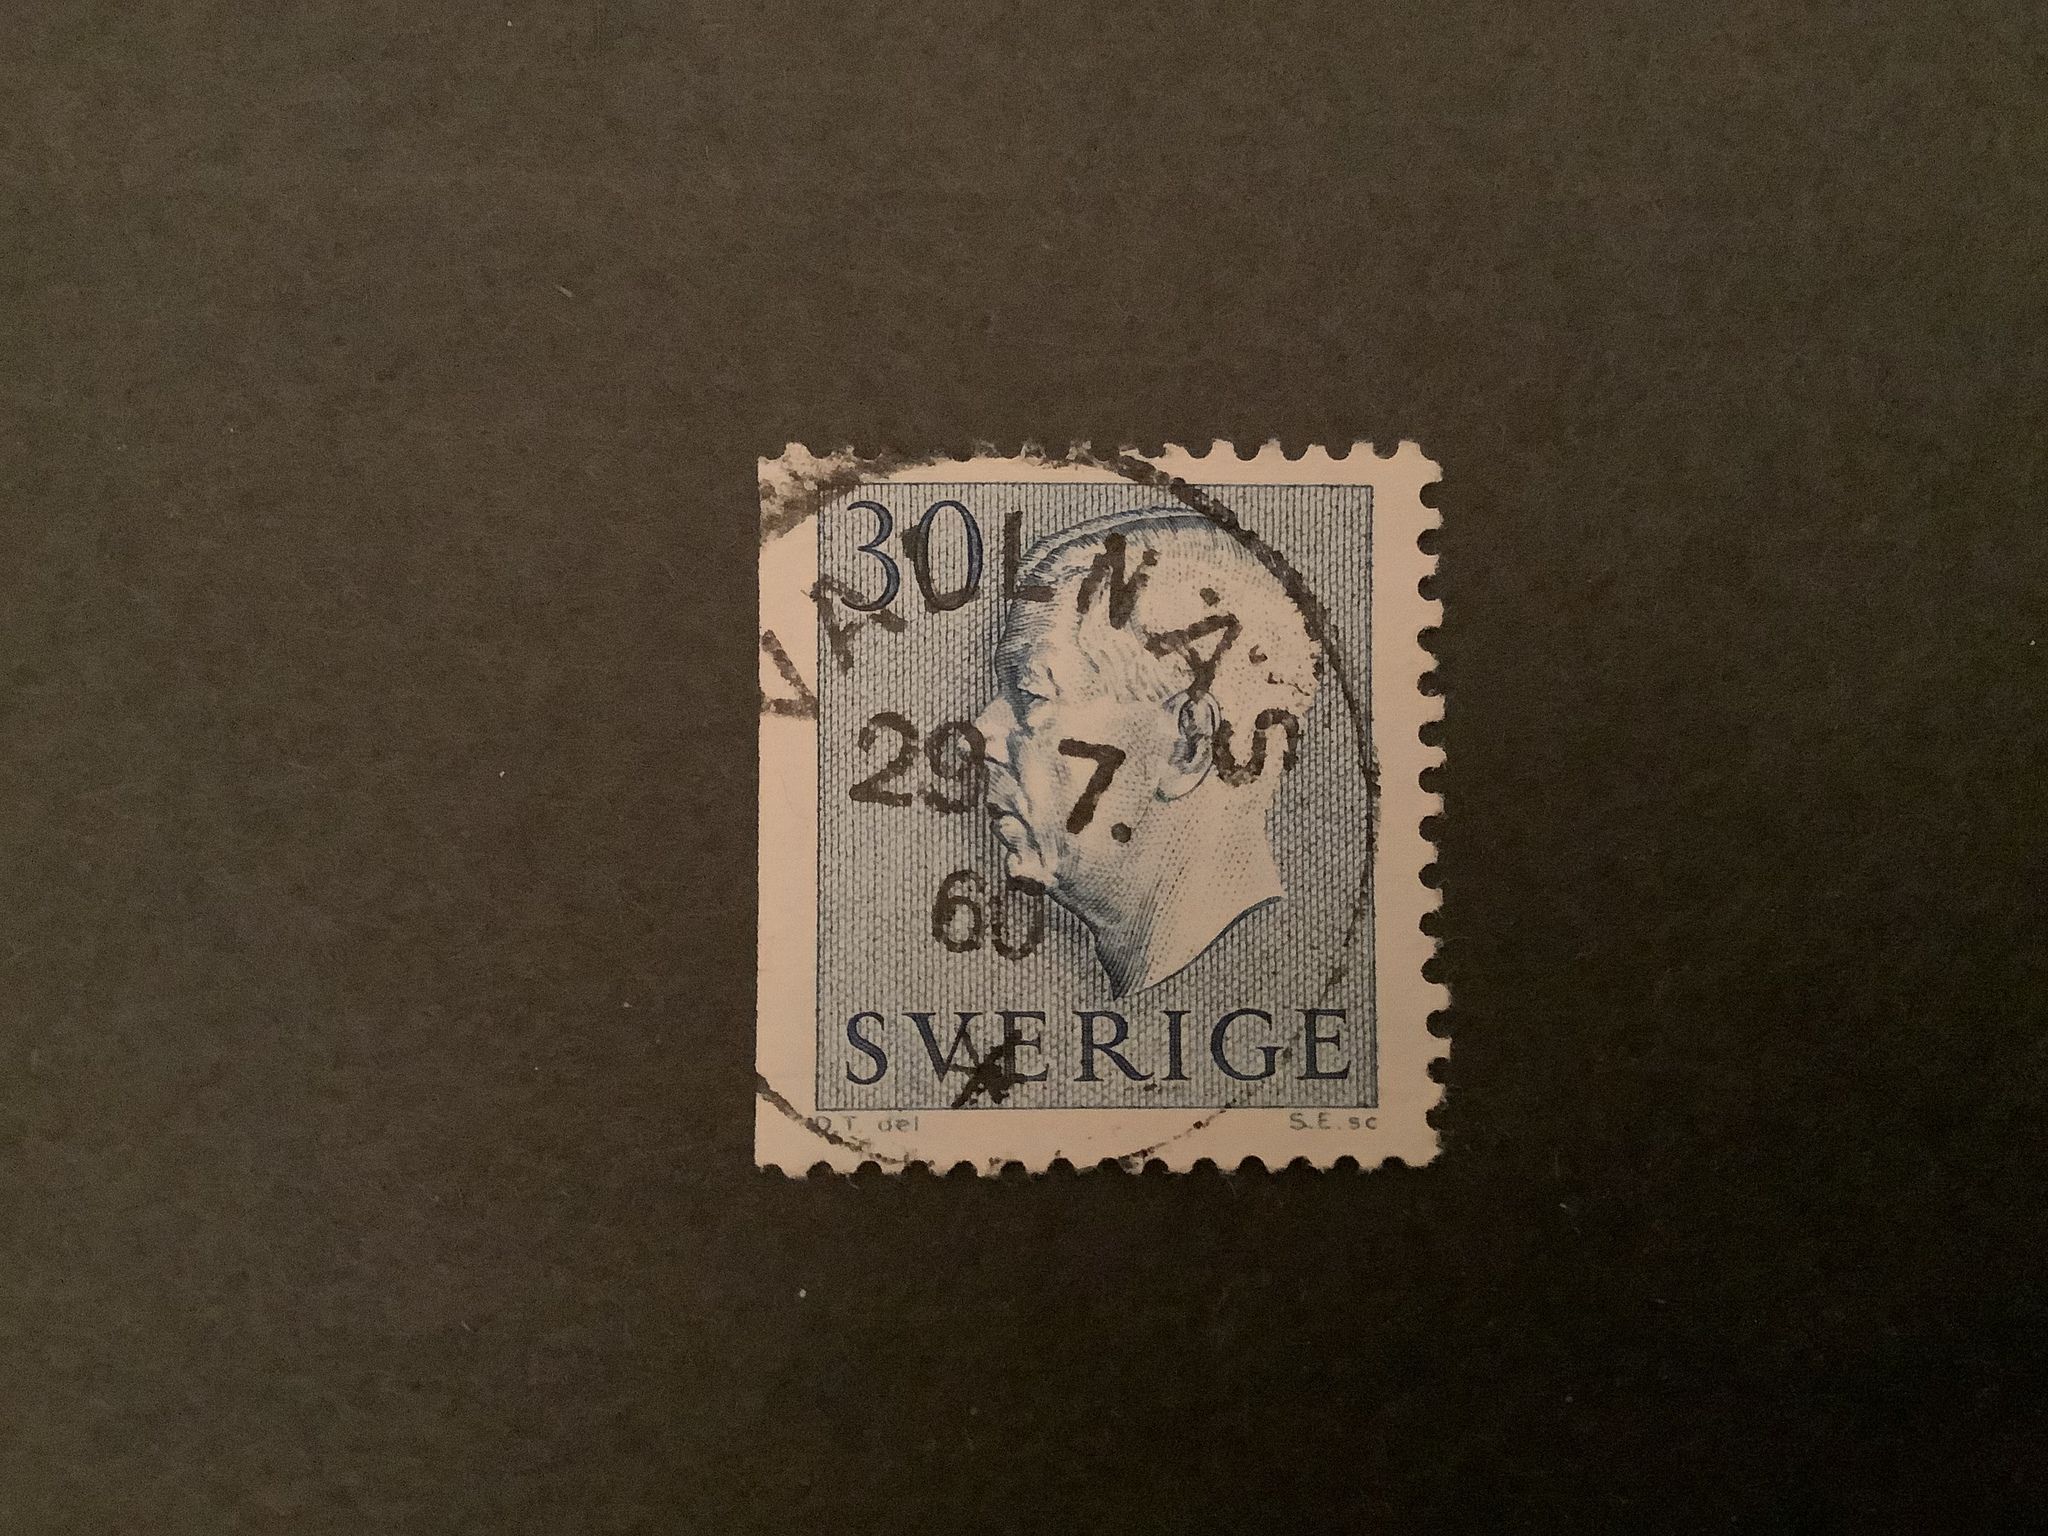 30
29 7.
60
SVERIGE
O.T. del S.E. sc